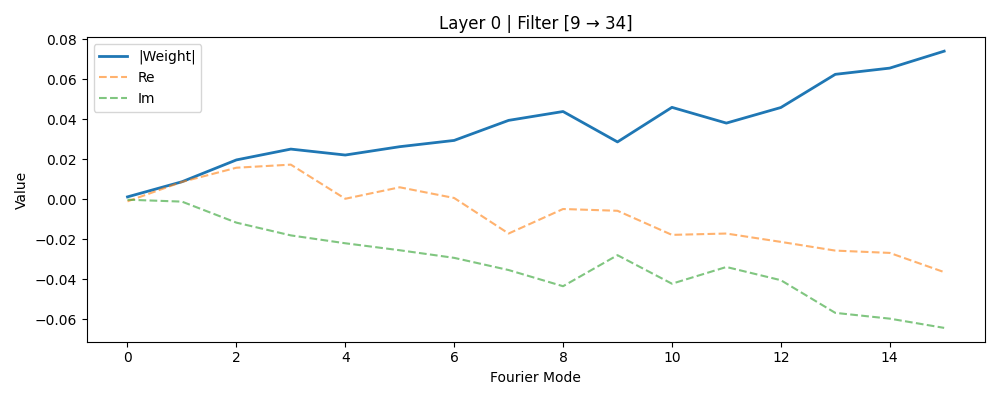 Layer 0 | Filter [9 → 34]
|Weight|
Re
Im
Value
0.08
0.06
0.04
0.02
0.00
−0.02
−0.04
−0.06
0 2 4 6 8 10 12 14
Fourier Mode